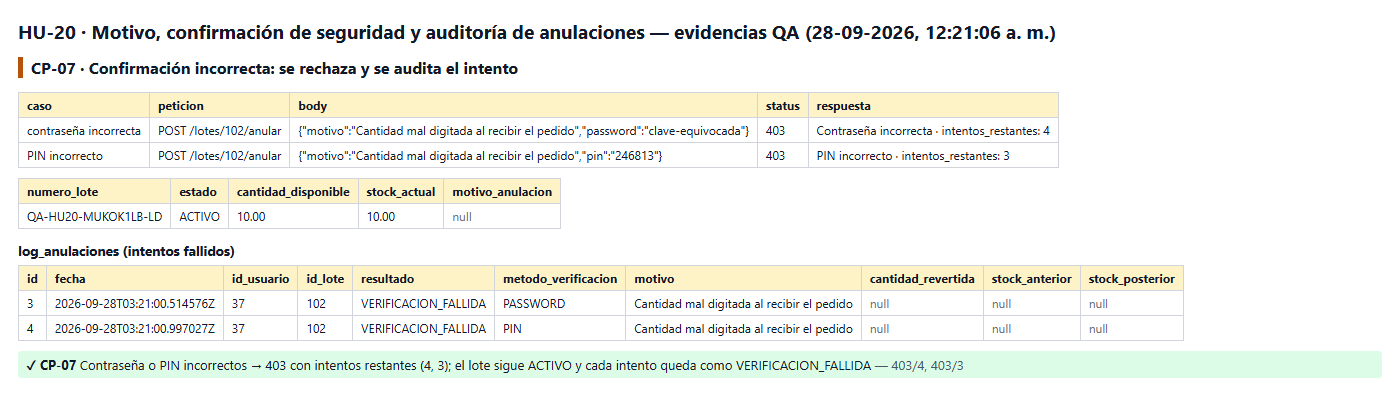 HU-20 · Motivo, confirmación de seguridad y auditoría de anulaciones — evidencias QA (28-09-2026, 12:21:06 a. m.)
CP-07 · Confirmación incorrecta: se rechaza y se audita el intento
caso peticion body status respuesta
contraseña incorrecta POST /lotes/102/anular {"motivo":"Cantidad mal digitada al recibir el pedido","password":"clave-equivocada"} 403 Contraseña incorrecta · intentos_restantes: 4
PIN incorrecto POST /lotes/102/anular {"motivo":"Cantidad mal digitada al recibir el pedido","pin":"246813"} 403 PIN incorrecto · intentos_restantes: 3
numero_lote estado cantidad_disponible stock_actual motivo_anulacion
QA-HU20-MUKOK1LB-LD ACTIVO 10.00 10.00 null
log_anulaciones (intentos fallidos)
id fecha id_usuario id_lote resultado metodo_verificacion motivo cantidad_revertida stock_anterior stock_posterior
3 2026-09-28T03:21:00.514576Z 37 102 VERIFICACION_FALLIDA PASSWORD Cantidad mal digitada al recibir el pedido null null null
4 2026-09-28T03:21:00.997027Z 37 102 VERIFICACION_FALLIDA PIN Cantidad mal digitada al recibir el pedido null null null
✓ CP-07 Contraseña o PIN incorrectos → 403 con intentos restantes (4, 3); el lote sigue ACTIVO y cada intento queda como VERIFICACION_FALLIDA — 403/4, 403/3